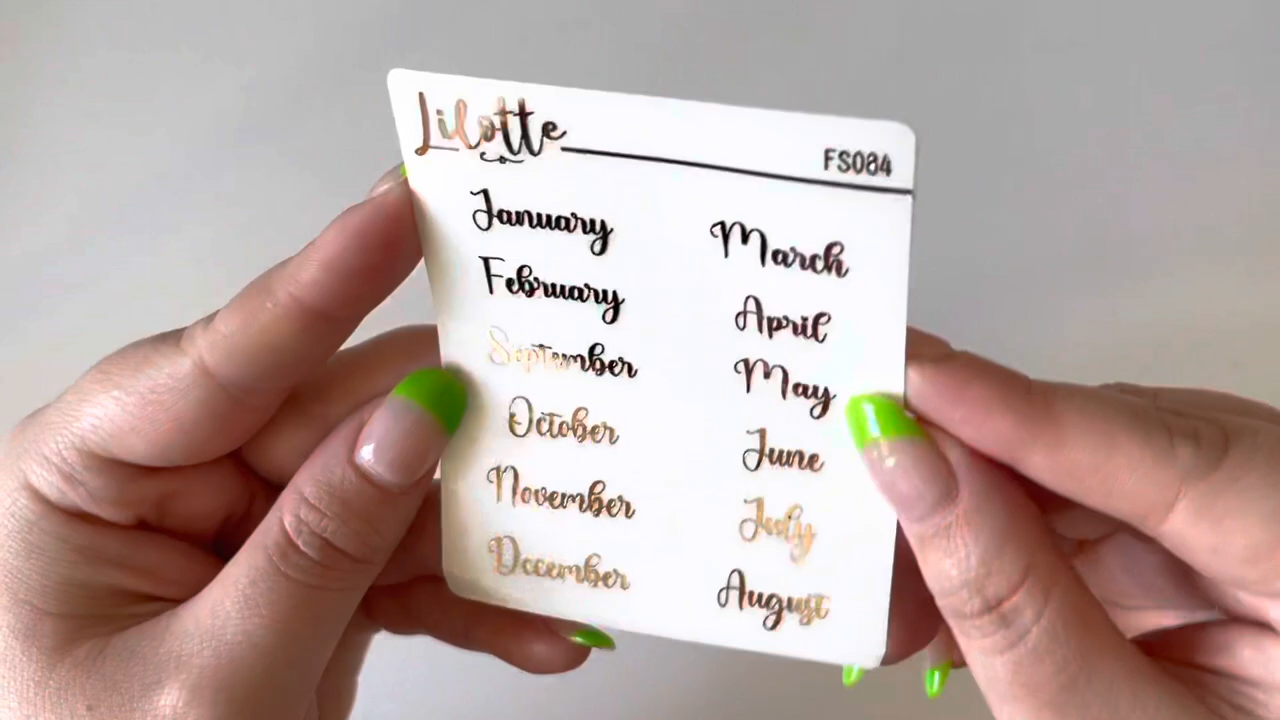 Lilotte
FS084
January
February
September
October
November
December
March
April
May
June
July
August